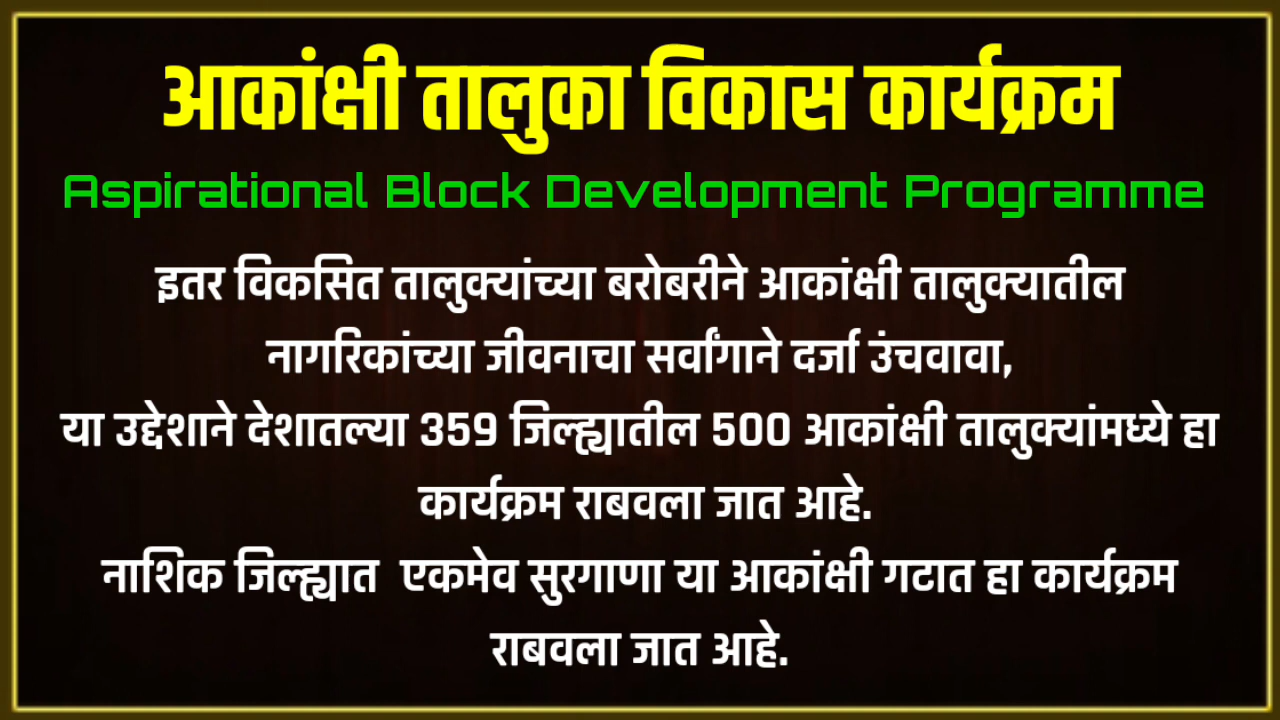 आकांक्षी तालुका विकास कार्यक्रम
Aspirational Block Development Programme
इतर विकसित तालुक्यांच्या बरोबरीने आकांक्षी तालुक्यातील
नागरिकांच्या जीवनाचा सर्वांगाने दर्जा उंचवावा,
या उद्देशाने देशातल्या 359 जिल्ह्यातील 500 आकांक्षी तालुक्यांमध्ये हा
कार्यक्रम राबवला जात आहे.
नाशिक जिल्ह्यात एकमेव सुरगाणा या आकांक्षी गटात हा कार्यक्रम
राबवला जात आहे.